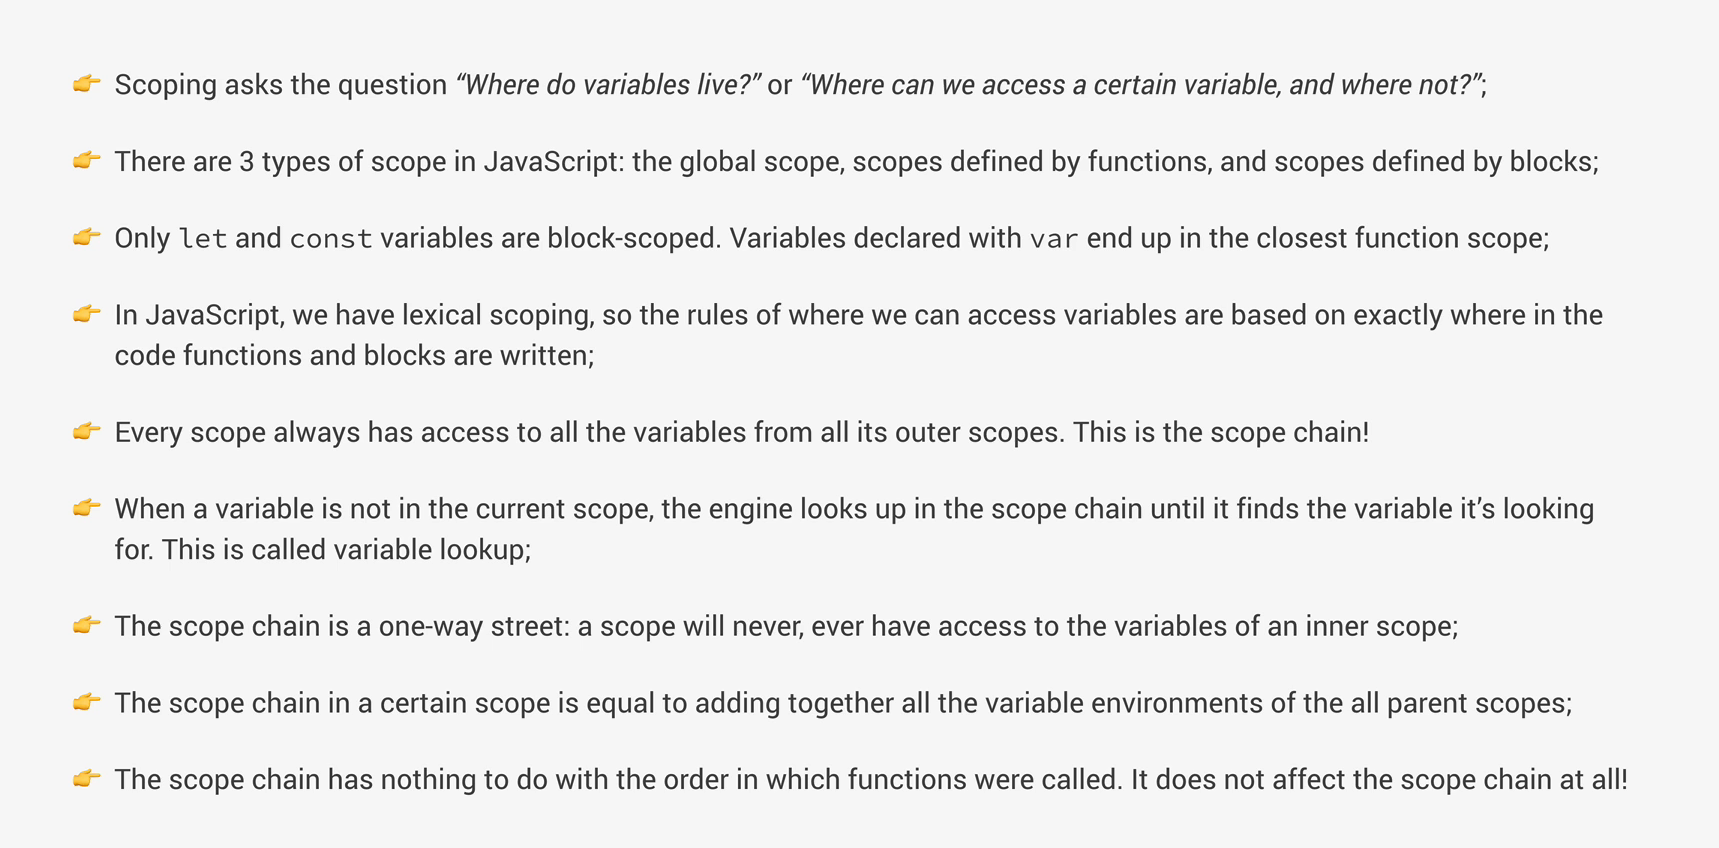 👉 Scoping asks the question “Where do variables live?” or “Where can we access a certain variable, and where not?”;
👉 There are 3 types of scope in JavaScript: the global scope, scopes defined by functions, and scopes defined by blocks;
👉 Only let and const variables are block-scoped. Variables declared with var end up in the closest function scope;
👉 In JavaScript, we have lexical scoping, so the rules of where we can access variables are based on exactly where in the
code functions and blocks are written;
👉 Every scope always has access to all the variables from all its outer scopes. This is the scope chain!
👉 When a variable is not in the current scope, the engine looks up in the scope chain until it finds the variable it’s looking
for. This is called variable lookup;
👉 The scope chain is a one-way street: a scope will never, ever have access to the variables of an inner scope;
👉 The scope chain in a certain scope is equal to adding together all the variable environments of the all parent scopes;
👉 The scope chain has nothing to do with the order in which functions were called. It does not affect the scope chain at all!